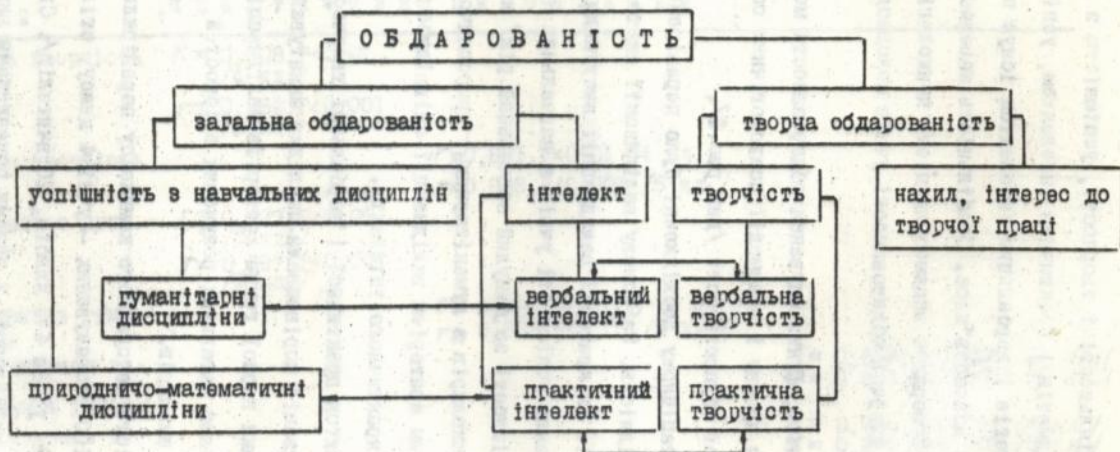 ОБДАРОВАНІСТЬ
загальна обдарованість
творча обдарованість
успішність з навчальних дисциплін
інтелект
творчість
нахил, інтерес до
творчої праці
гуманітарні
дисципліни
вербальний
інтелект
вербальна
творчість
природничо-математичні
дисципліни
практичний
інтелект
практична
творчість